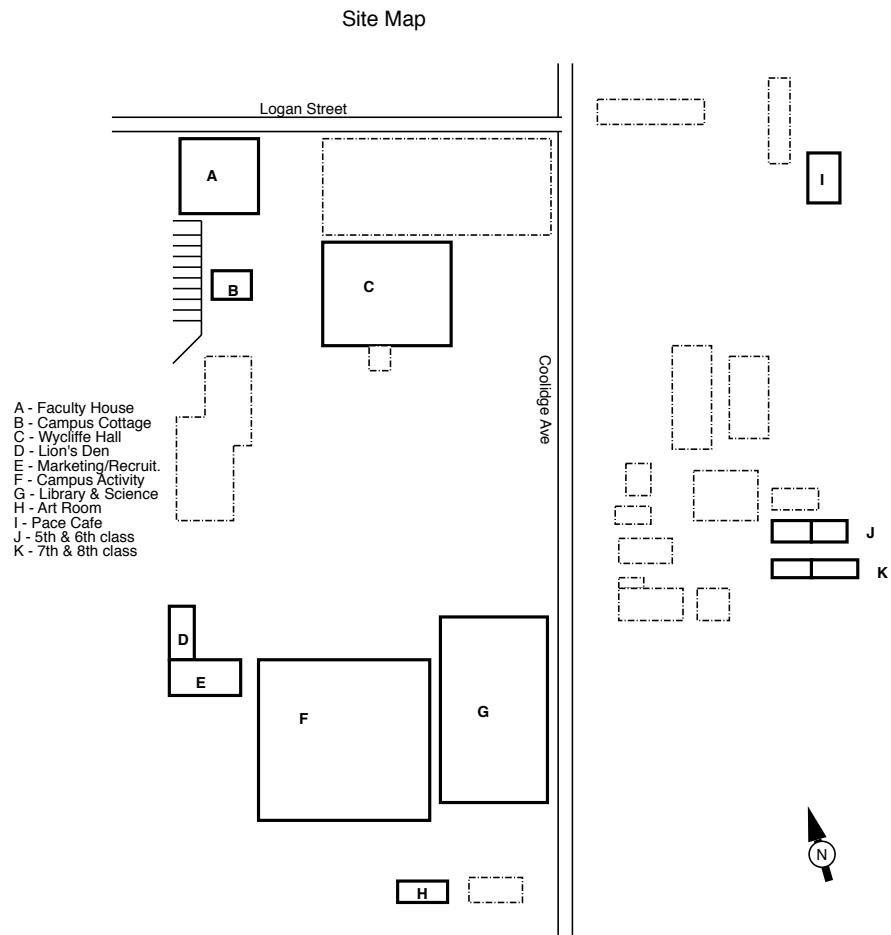 Site Map
Logan Street
A
I
B
C
Coolidge Ave
A - Faculty House
B - Campus Cottage
C - Wycliffe Hall
D - Lion's Den
E - Marketing/Recruit.
F - Campus Activity
G - Library & Science
H - Art Room
I - Pace Cafe
J - 5th & 6th class
K - 7th & 8th class
J
K
D
E
F
G
N
H